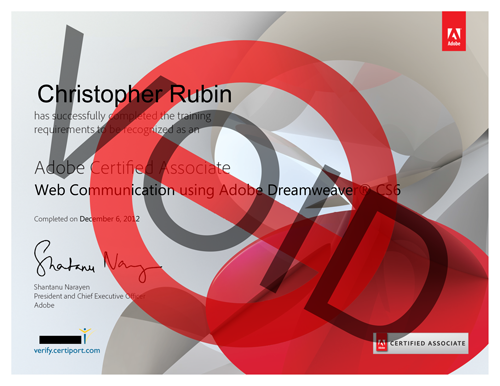 Adobe
Christopher Rubin
has successfully completed the training
requirements to be recognized as an
Adobe Certified Associate
Web Communication using Adobe Dreamweaver® CS6
Completed on December 6, 2012
VOID
Shantanu Narayen
Shantanu Narayen
President and Chief Executive Officer
Adobe
verify.certiport.com
Adobe
CERTIFIED ASSOCIATE